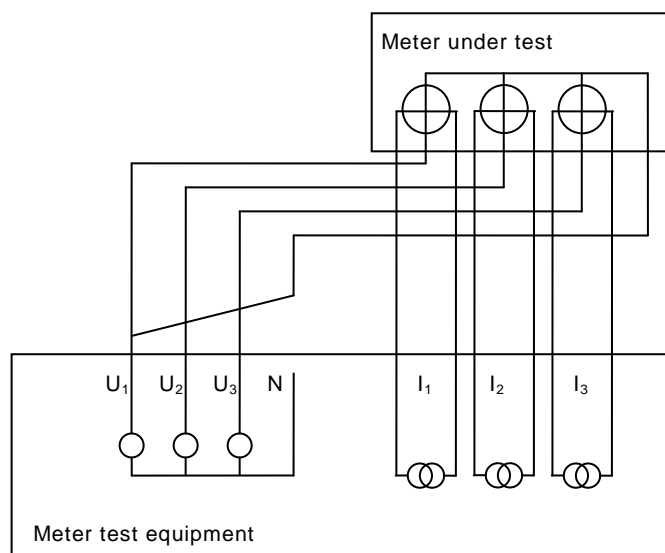 Meter under test
U₁ U₂ U₃ N I₁ I₂ I₃
Meter test equipment